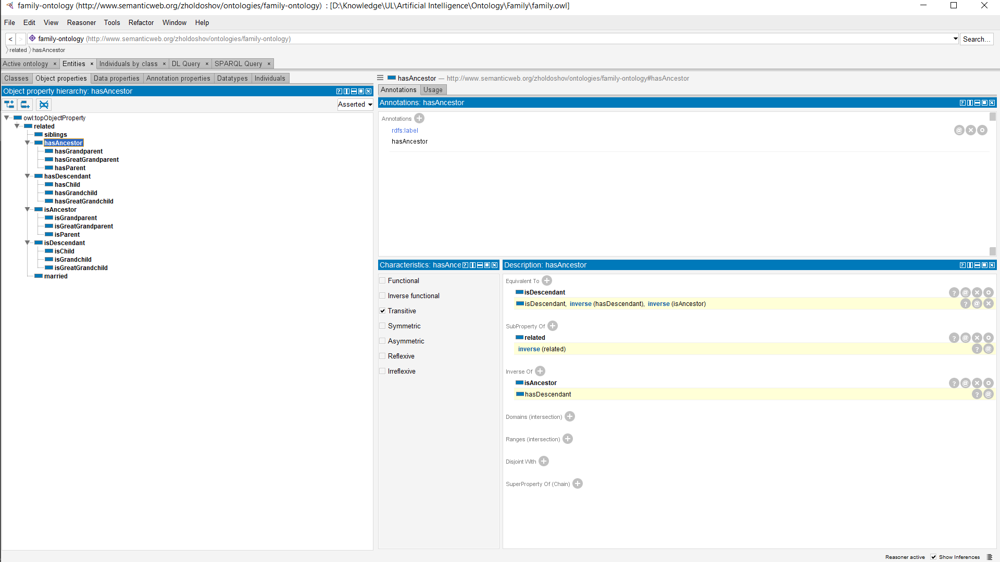 family-ontology (http://www.semanticweb.org/zholdoshov/ontologies/family-ontology) : [D:\Knowledge\UL\Artificial Intelligence\Ontology\Family\family.owl]
File Edit View Reasoner Tools Refactor Window Help
< > family-ontology (http://www.semanticweb.org/zholdoshov/ontologies/family-ontology) Search...
related hasAncestor
Active ontology × Entities × Individuals by class × DL Query × SPARQL Query ×
Classes Object properties Data properties Annotation properties Datatypes Individuals
Object property hierarchy: hasAncestor
Asserted
owl:topObjectProperty
related
siblings
hasAncestor
hasGrandparent
hasGreatGrandparent
hasParent
hasDescendant
hasChild
hasGrandchild
hasGreatGrandchild
isAncestor
isGrandparent
isGreatGrandparent
isParent
isDescendant
isChild
isGrandchild
isGreatGrandchild
married
hasAncestor — http://www.semanticweb.org/zholdoshov/ontologies/family-ontology#hasAncestor
Annotations Usage
Annotations: hasAncestor
Annotations
rdfs:label
hasAncestor
Characteristics: hasAnce
Functional
Inverse functional
Transitive
Symmetric
Asymmetric
Reflexive
Irreflexive
Description: hasAncestor
Equivalent To
isDescendant
isDescendant, inverse (hasDescendant), inverse (isAncestor)
SubProperty Of
related
inverse (related)
Inverse Of
isAncestor
hasDescendant
Domains (intersection)
Ranges (intersection)
Disjoint With
SuperProperty Of (Chain)
Reasoner active Show Inferences